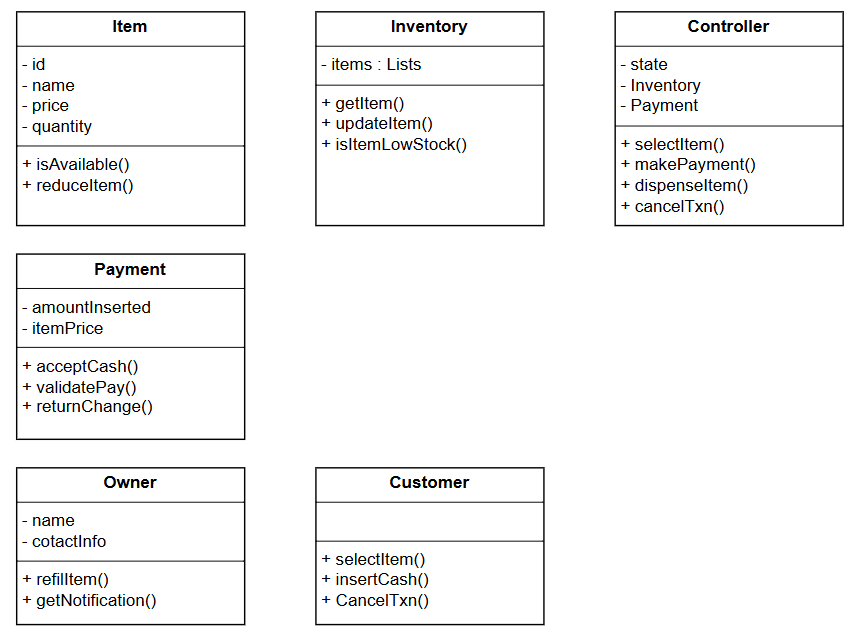 Item
- id
- name
- price
- quantity
+ isAvailable()
+ reduceItem()
Inventory
- items : Lists
+ getItem()
+ updateItem()
+ isItemLowStock()
Controller
- state
- Inventory
- Payment
+ selectItem()
+ makePayment()
+ dispenseItem()
+ cancelTxn()
Payment
- amountInserted
- itemPrice
+ acceptCash()
+ validatePay()
+ returnChange()
Owner
- name
- cotactInfo
+ refillItem()
+ getNotification()
Customer
+ selectItem()
+ insertCash()
+ CancelTxn()